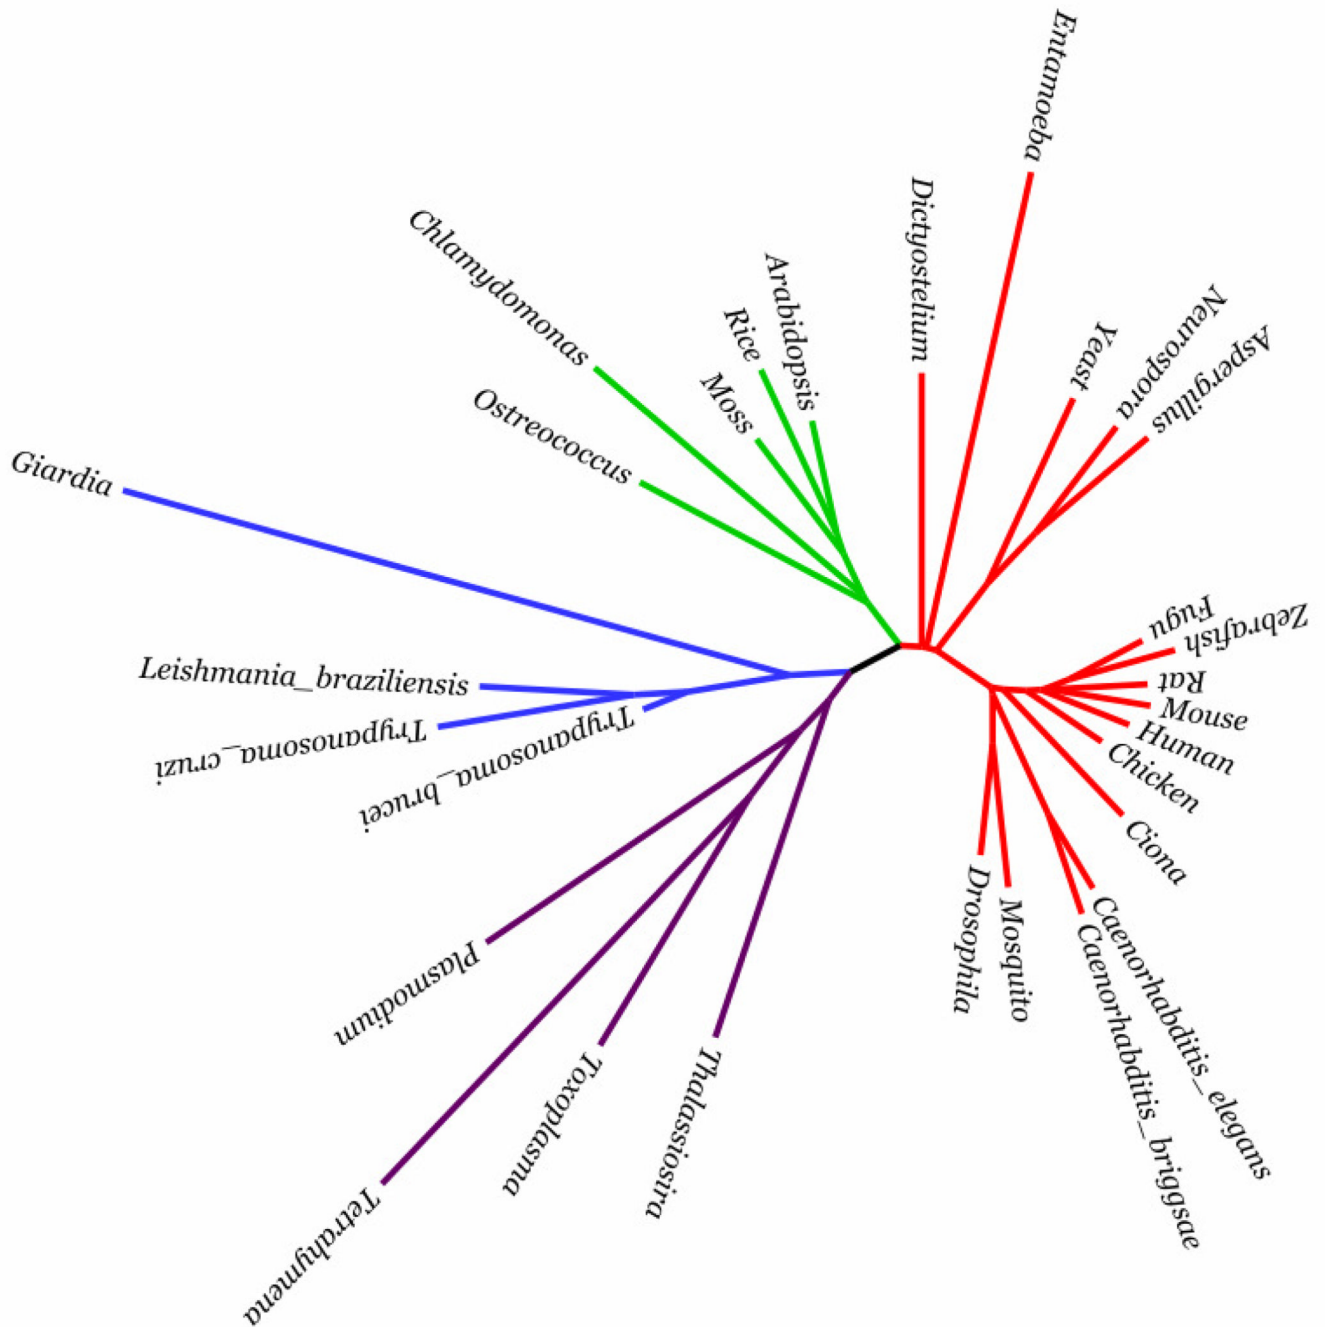 Entamoeba
Dictyostelium
Chlamydomonas
Arabidopsis
Rice
Moss
Yeast
Neurospora
Aspergillus
Ostreococcus
Giardia
Fugu
Zebrafish
Rat
Mouse
Human
Chicken
Ciona
Leishmania_braziliensis
Trypanosoma_cruzi
Trypanosoma_brucei
Drosophila
Mosquito
Caenorhabditis_elegans
Caenorhabditis_briggsae
Plasmodium
Toxoplasma
Thalassiosira
Tetrahymena